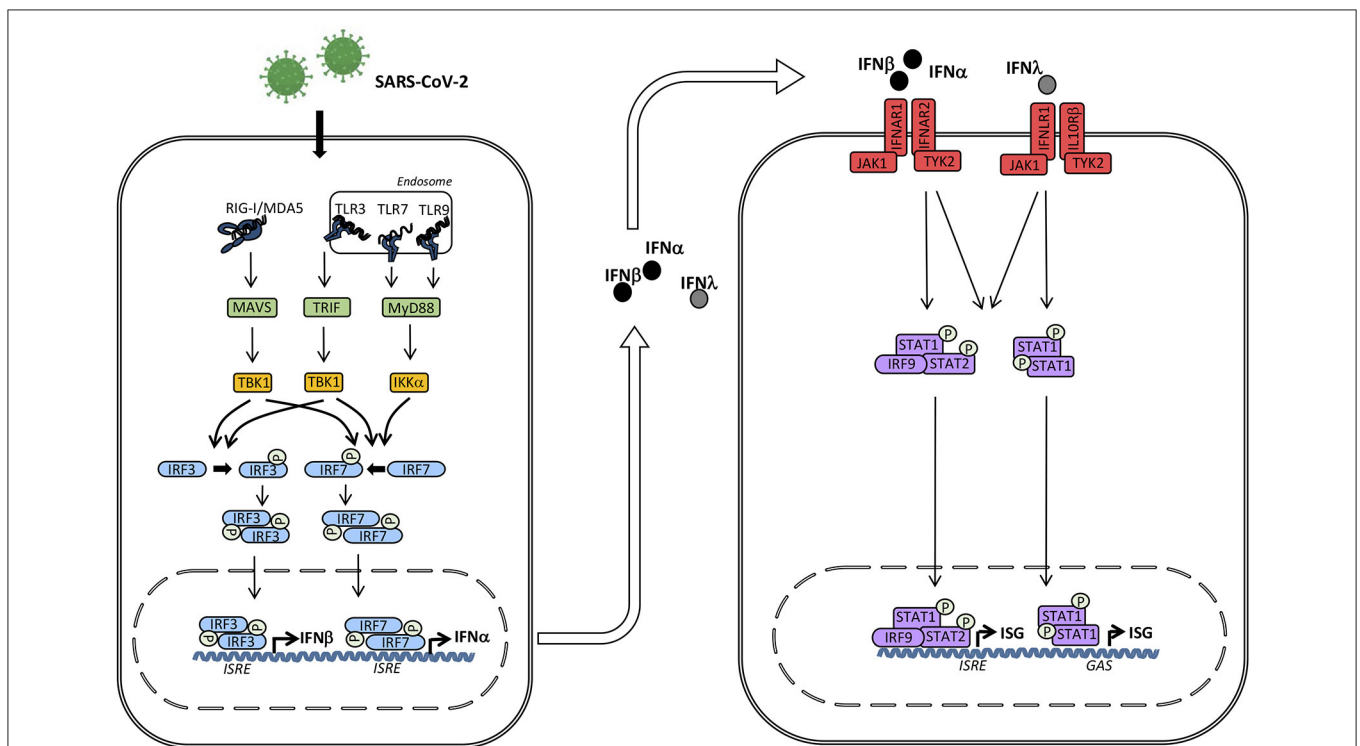 SARS-CoV-2
Endosome
RIG-I/MDA5
TLR3
TLR7
TLR9
MAVS
TRIF
MyD88
TBK1
TBK1
IKKα
IRF3
IRF3
P
IRF7
P
IRF7
IRF3
P
P
IRF3
IRF7
P
P
IRF7
IRF3
P
P
IRF3
IFNβ
ISRE
IRF7
P
P
IRF7
IFNα
ISRE
IFNα
IFNβ
IFNλ
IFNβ
IFNα
IFNλ
IFNAR1
IFNAR2
JAK1
TYK2
IFNLR1
IL10Rβ
JAK1
TYK2
P
STAT1
P
IRF9
STAT2
P
STAT1
P
STAT1
P
STAT1
P
IRF9
STAT2
ISG
ISRE
P
STAT1
P
STAT1
ISG
GAS